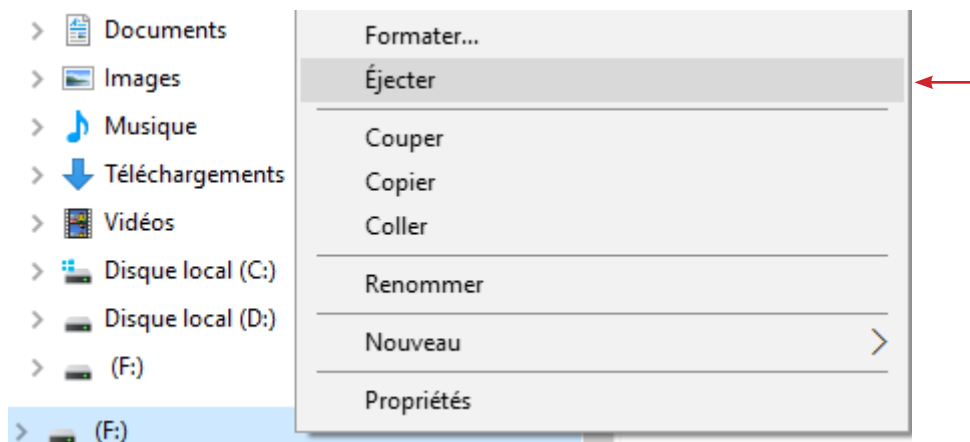 Documents
Images
Musique
Téléchargements
Vidéos
Disque local (C:)
Disque local (D:)
(F:)
(F:)
Formater...
Éjecter
Couper
Copier
Coller
Renommer
Nouveau
Propriétés